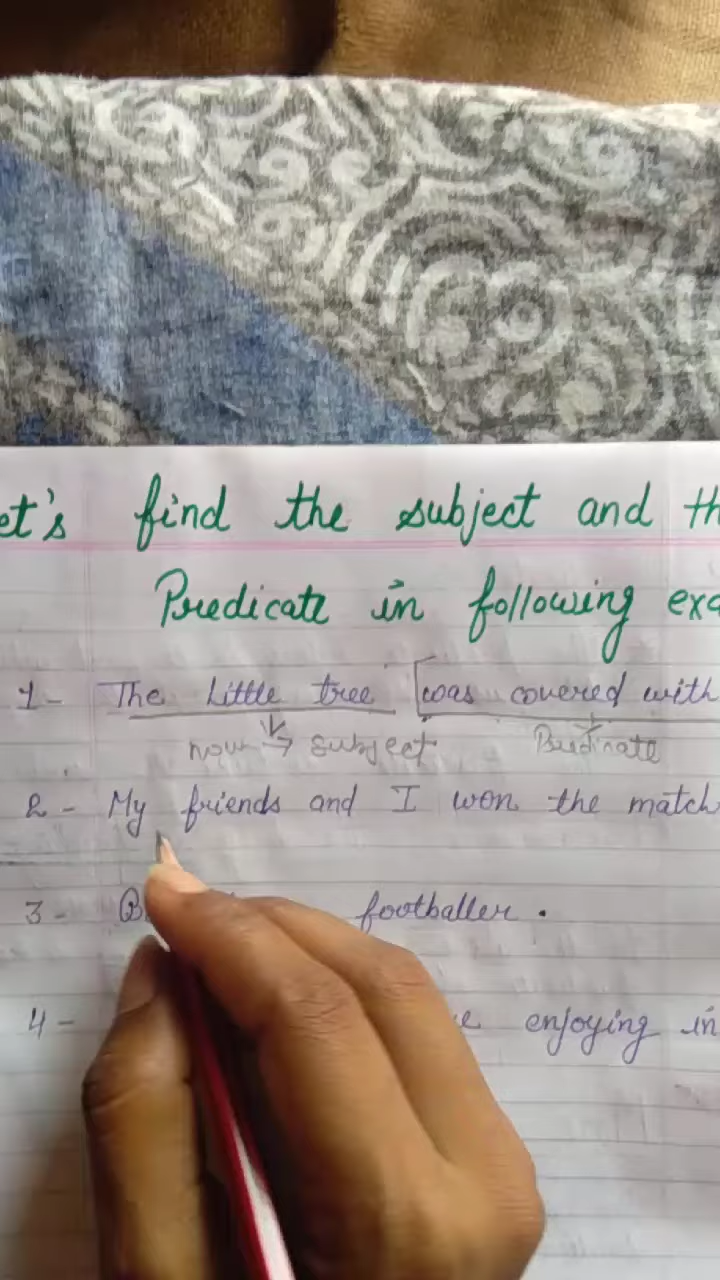 et's find the subject and th
Predicate in following exa
1- The little tree [was covered with
noun → subject Predicate
2- My friends and I won the match
3- footballer.
4- enjoying in